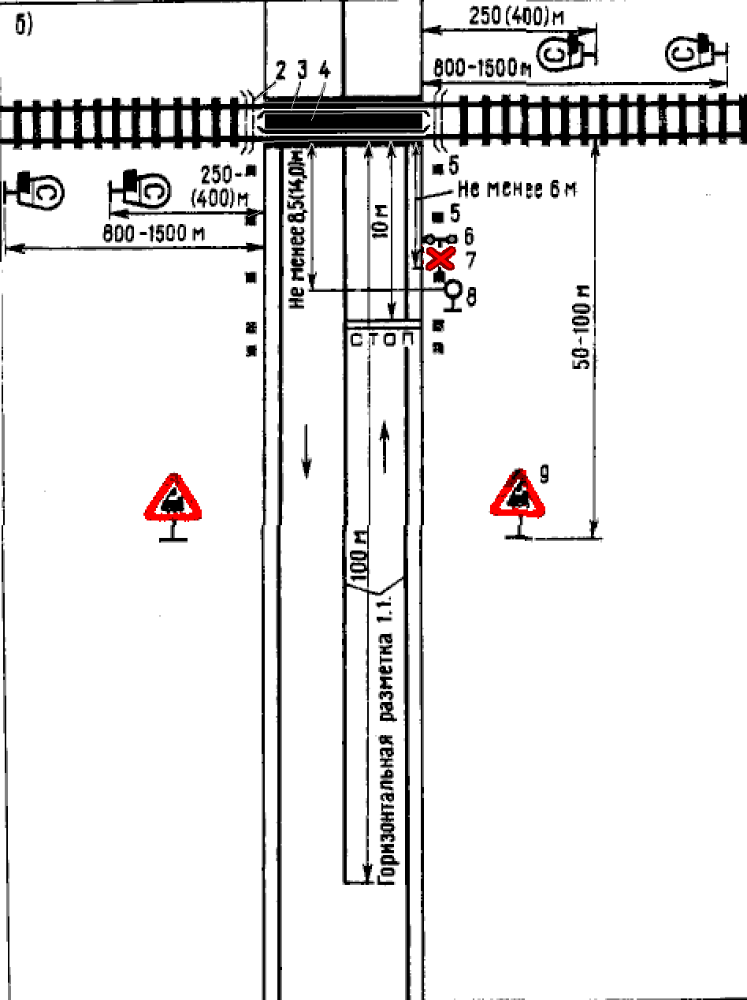 б)
250(400)м
С С
800-1500м
2 3 4
5
Не менее 6 м
5
6
7
8
С С
250-
(400)м
800-1500 м
Не менее 8,5(14,0)м
10 м
СТОП
50-100 м
9
100 м
Горизонтальная разметка 1.1.